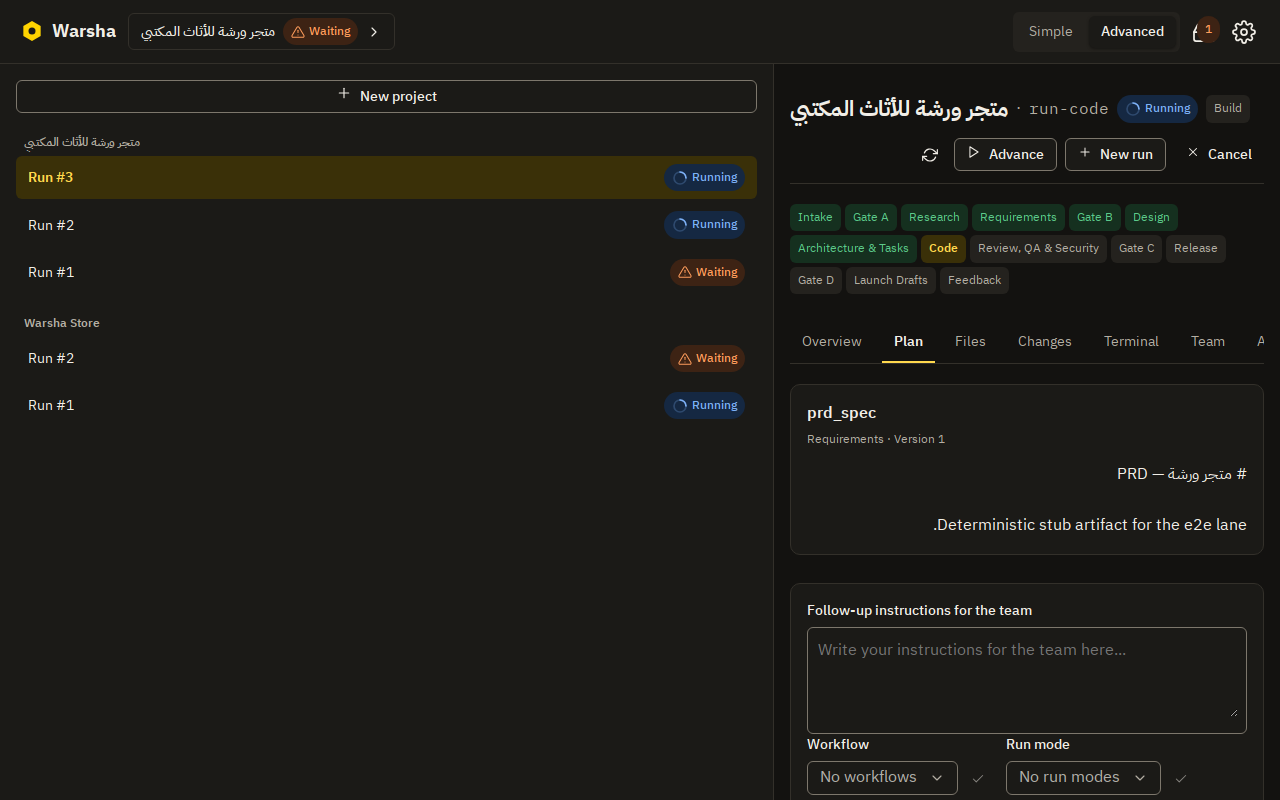 Warsha
متجر ورشة للأثاث المكتبي
Waiting
Simple
Advanced
1
New project
متجر ورشة للأثاث المكتبي
Run #3
Running
Run #2
Running
Run #1
Waiting
Warsha Store
Run #2
Waiting
Run #1
Running
متجر ورشة للأثاث المكتبي · run-code
Running
Build
Advance
New run
Cancel
Intake
Gate A
Research
Requirements
Gate B
Design
Architecture & Tasks
Code
Review, QA & Security
Gate C
Release
Gate D
Launch Drafts
Feedback
Overview
Plan
Files
Changes
Terminal
Team
prd_spec
Requirements · Version 1
# متجر ورشة — PRD
Deterministic stub artifact for the e2e lane.
Follow-up instructions for the team
Write your instructions for the team here...
Workflow
Run mode
No workflows
No run modes